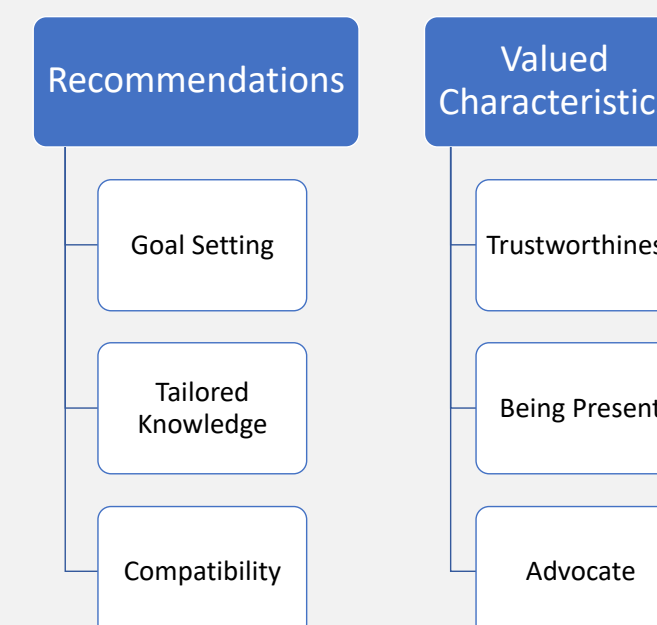 Recommendations
Goal Setting
Tailored
Knowledge
Compatibility
Valued
Characteristic
Trustworthines
Being Present
Advocate